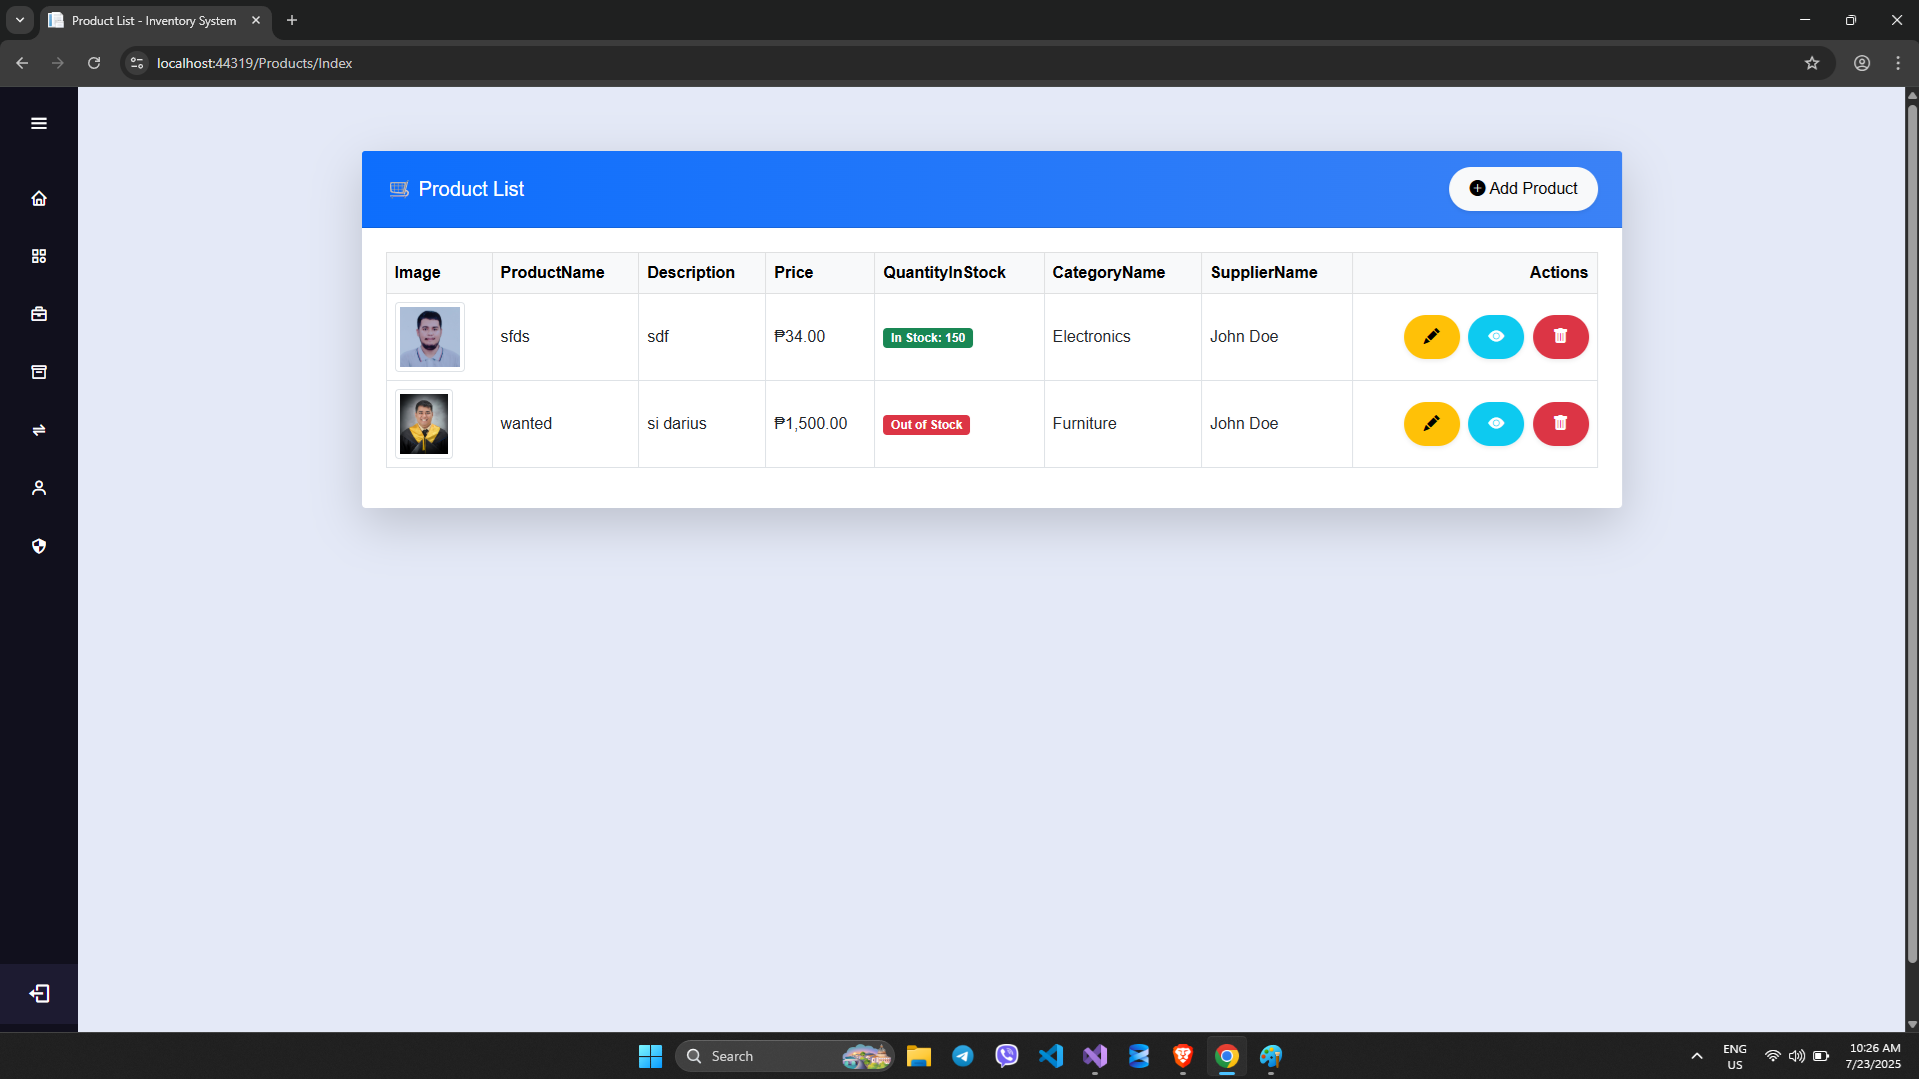 Product List - Inventory System
localhost:44319/Products/Index
Product List
Add Product
Image ProductName Description Price QuantityInStock CategoryName SupplierName Actions
sfds sdf ₱34.00 In Stock: 150 Electronics John Doe
wanted si darius ₱1,500.00 Out of Stock Furniture John Doe
Search
ENG
US
10:26 AM
7/23/2025